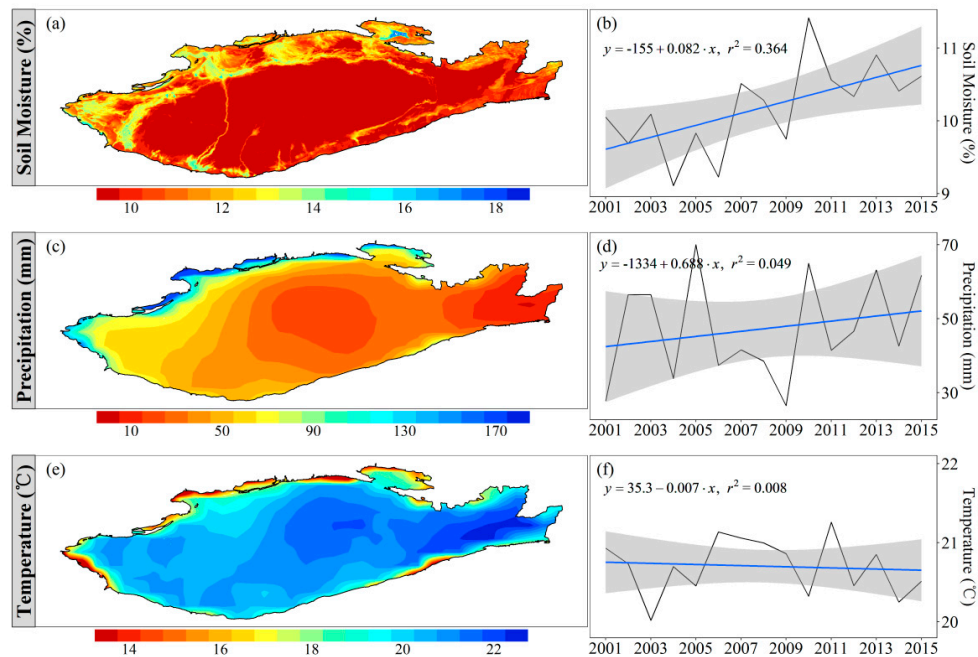 Soil Moisture (%)
(a)
10 12 14 16 18
(b)
y = -155 + 0.082 · x, r² = 0.364
11
10
9
Soil Moisture (%)
2001 2003 2005 2007 2009 2011 2013 2015
Precipitation (mm)
(c)
10 50 90 130 170
(d)
y = -1334 + 0.688 · x, r² = 0.049
70
50
30
Precipitation (mm)
2001 2003 2005 2007 2009 2011 2013 2015
Temperature (℃)
(e)
14 16 18 20 22
(f)
y = 35.3 − 0.007 · x, r² = 0.008
22
21
20
Temperature (℃)
2001 2003 2005 2007 2009 2011 2013 2015